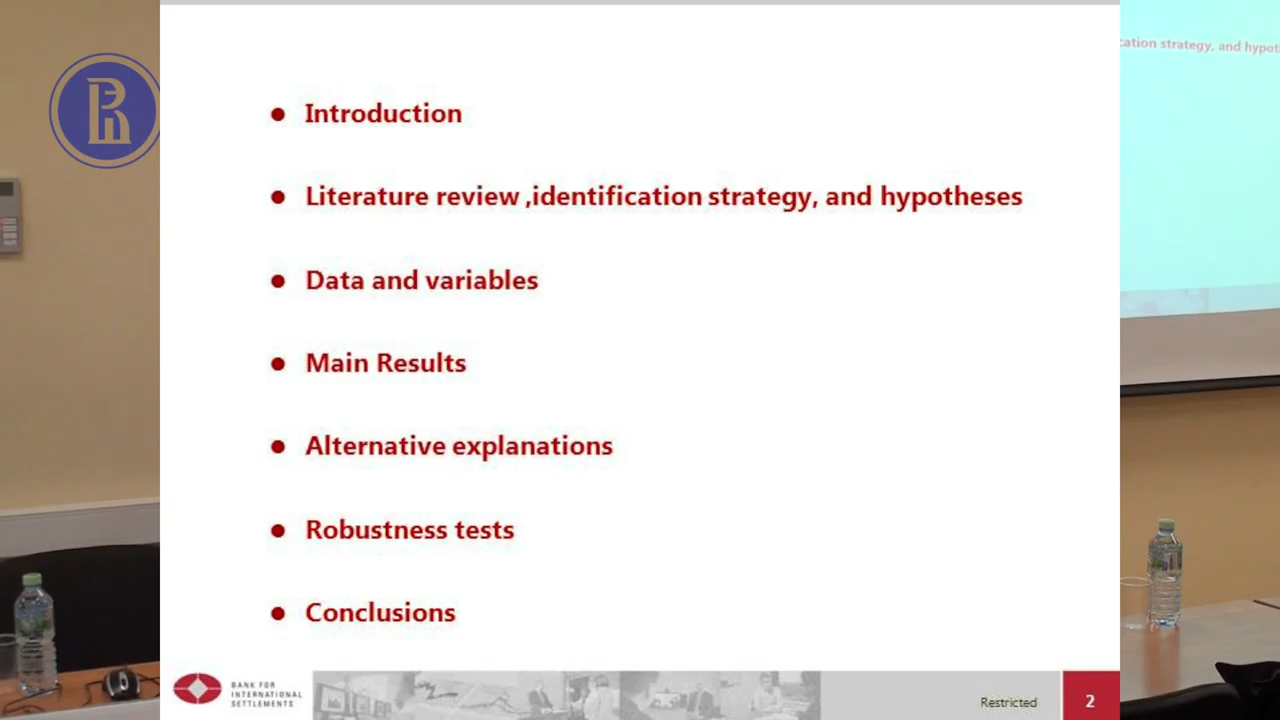 cation strategy, and hypot
● Introduction
● Literature review ,identification strategy, and hypotheses
● Data and variables
● Main Results
● Alternative explanations
● Robustness tests
● Conclusions
BANK FOR
INTERNATIONAL
SETTLEMENTS
Restricted
2